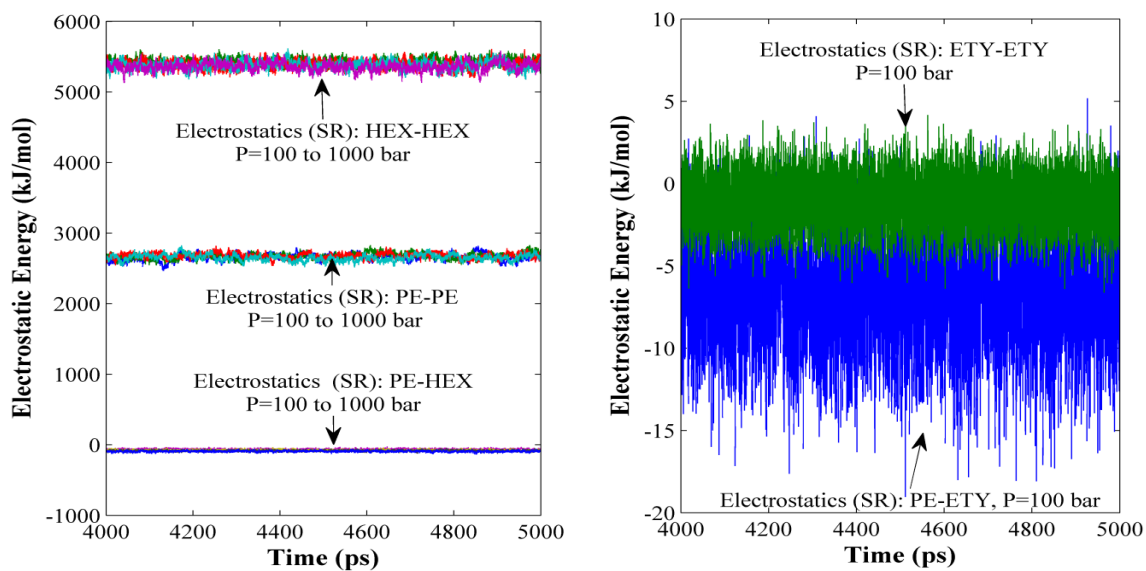 6000
5000
4000
3000
2000
1000
0
-1000
Electrostatic Energy (kJ/mol)
Electrostatics (SR): HEX-HEX
P=100 to 1000 bar
Electrostatics (SR): PE-PE
P=100 to 1000 bar
Electrostatics (SR): PE-HEX
P=100 to 1000 bar
4000 4200 4400 4600 4800 5000
Time (ps)
10
5
0
-5
-10
-15
-20
Electrostatic Energy (kJ/mol)
Electrostatics (SR): ETY-ETY
P=100 bar
Electrostatics (SR): PE-ETY, P=100 bar
4000 4200 4400 4600 4800 5000
Time (ps)